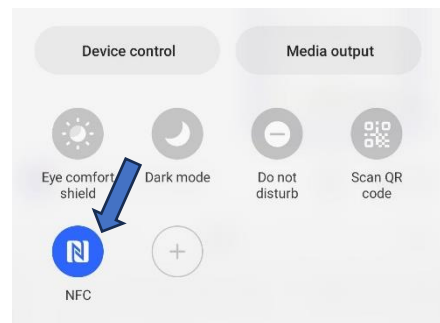 Device control
Media output
Eye comfort
shield
Dark mode
Do not
disturb
Scan QR
code
NFC